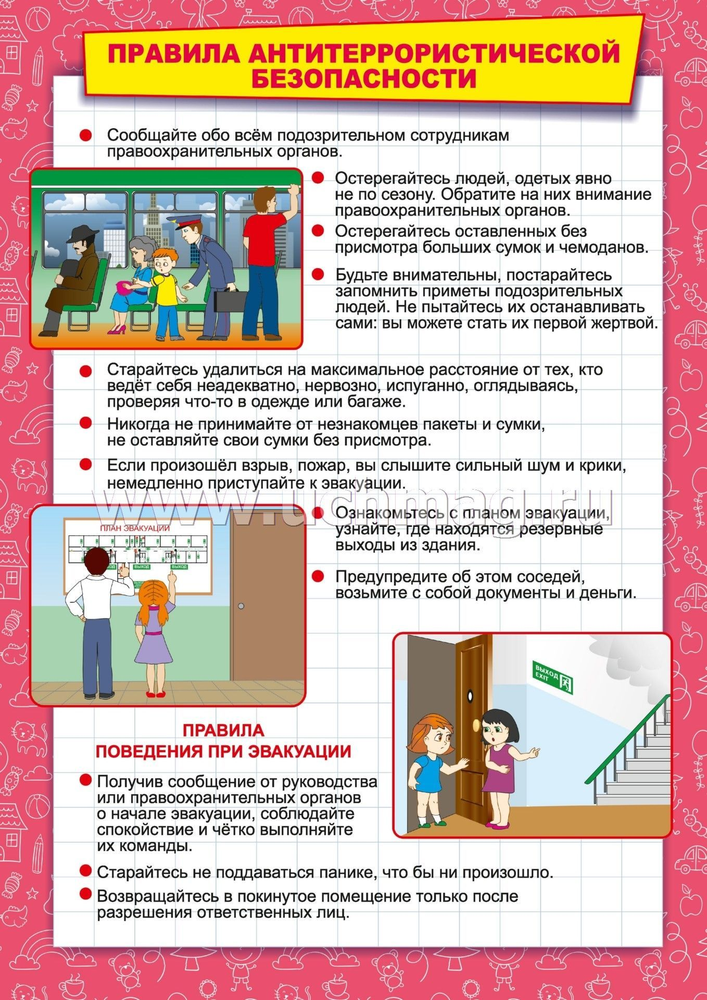 ПРАВИЛА АНТИТЕРРОРИСТИЧЕСКОЙ
БЕЗОПАСНОСТИ
Сообщайте обо всём подозрительном сотрудникам
правоохранительных органов.
Остерегайтесь людей, одетых явно
не по сезону. Обратите на них внимание
правоохранительных органов.
Остерегайтесь оставленных без
присмотра больших сумок и чемоданов.
Будьте внимательны, постарайтесь
запомнить приметы подозрительных
людей. Не пытайтесь их останавливать
сами: вы можете стать их первой жертвой.
Старайтесь удалиться на максимальное расстояние от тех, кто
ведёт себя неадекватно, нервозно, испуганно, оглядываясь,
проверяя что-то в одежде или багаже.
Никогда не принимайте от незнакомцев пакеты и сумки,
не оставляйте свои сумки без присмотра.
Если произошёл взрыв, пожар, вы слышите сильный шум и крики,
немедленно приступайте к эвакуации.
www.uchmag.ru
Ознакомьтесь с планом эвакуации,
узнайте, где находятся резервные
выходы из здания.
Предупредите об этом соседей,
возьмите с собой документы и деньги.
ПЛАН ЭВАКУАЦИИ
ВЫХОД
ВЫХОД
ВЫХОД
EXIT
ПРАВИЛА
ПОВЕДЕНИЯ ПРИ ЭВАКУАЦИИ
Получив сообщение от руководства
или правоохранительных органов
о начале эвакуации, соблюдайте
спокойствие и чётко выполняйте
их команды.
Старайтесь не поддаваться панике, что бы ни произошло.
Возвращайтесь в покинутое помещение только после
разрешения ответственных лиц.